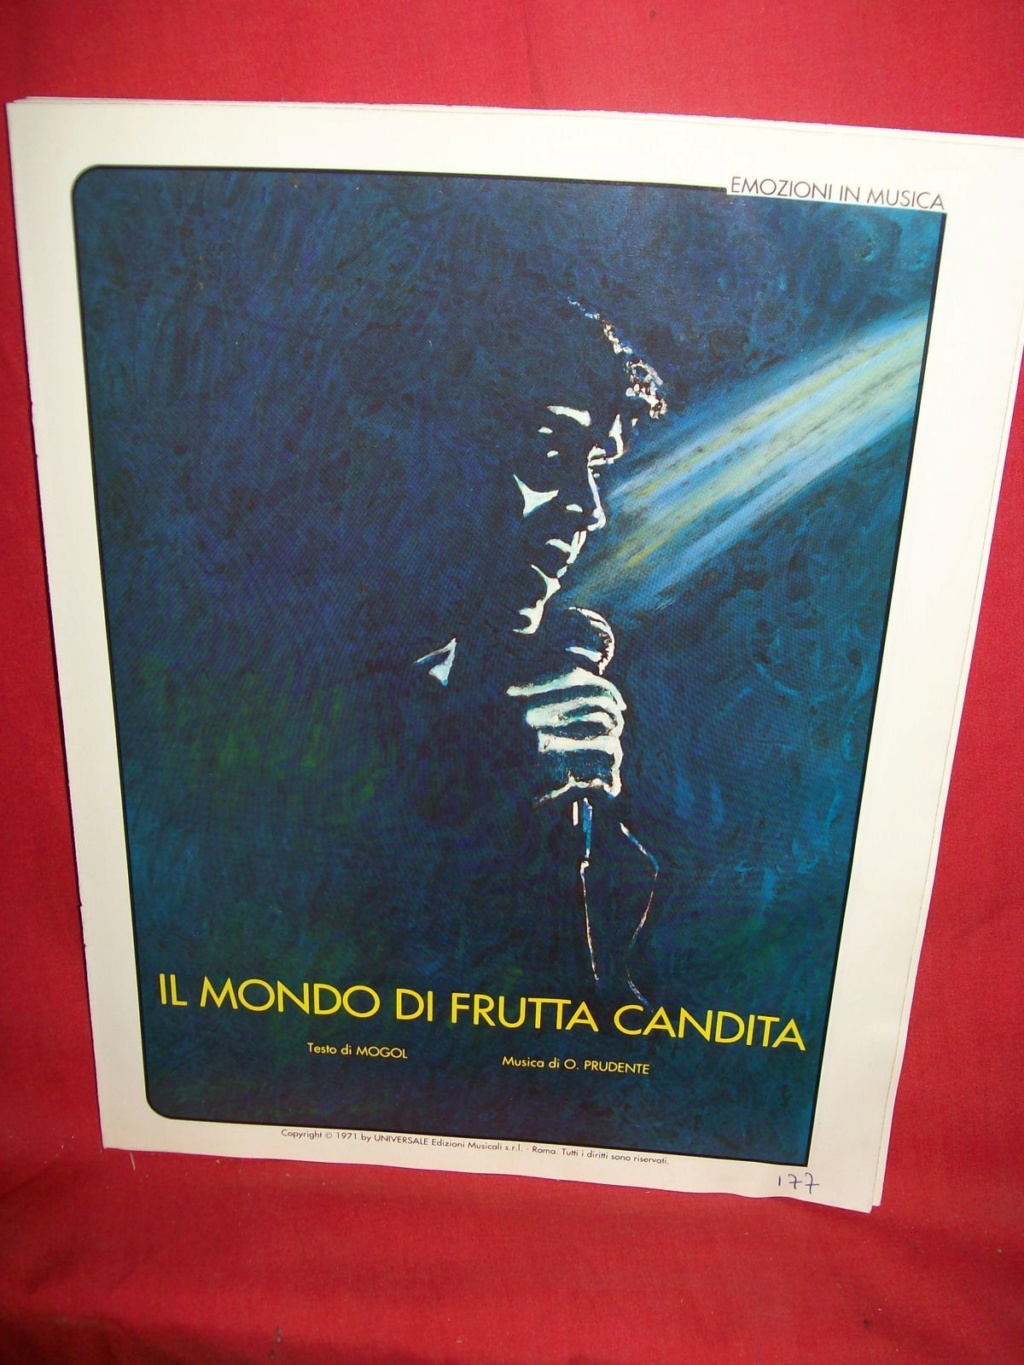 EMOZIONI IN MUSICA
IL MONDO DI FRUTTA CANDITA
Testo di MOGOL
Musica di O. PRUDENTE
Copyright © 1971 by UNIVERSALE Edizioni Musicali s.r.l. - Roma. Tutti i diritti sono riservati.
177